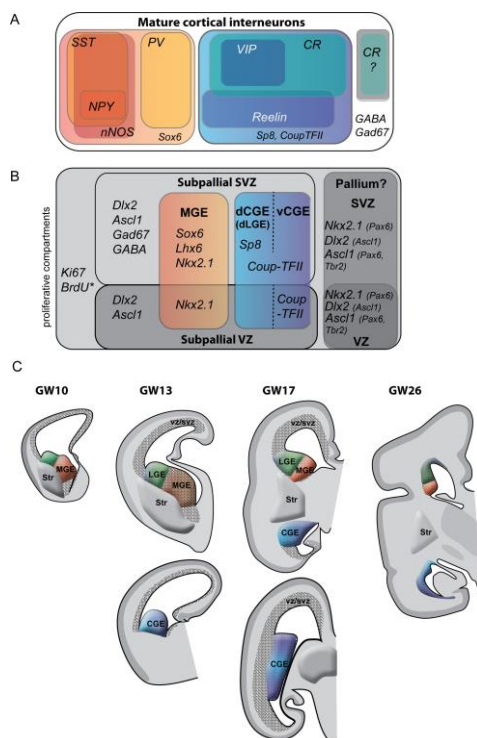 A
Mature cortical interneurons
SST
PV
NPY
nNOS
Sox6
VIP
CR
Reelin
Sp8, CoupTFII
CR
?
GABA
Gad67
B
proliferative compartments
Ki67
BrdU*
Subpallial SVZ
Dlx2
Ascl1
Gad67
GABA
MGE
Sox6
Lhx6
Nkx2.1
dCGE
(dLGE)
vCGE
Sp8
Coup-TFII
Pallium?
SVZ
Nkx2.1 (Pax6)
Dlx2 (Ascl1)
Ascl1 (Pax6,
Tbr2)
Dlx2
Ascl1
Nkx2.1
Coup
-TFII
Subpallial VZ
Nkx2.1 (Pax6)
Dlx2 (Ascl1)
Ascl1 (Pax6,
Tbr2)
VZ
C
GW10
GW13
GW17
GW26
MGE
Str
vz/svz
LGE
MGE
Str
CGE
vz/svz
LGE
MGE
Str
CGE
vz/svz
CGE
Str